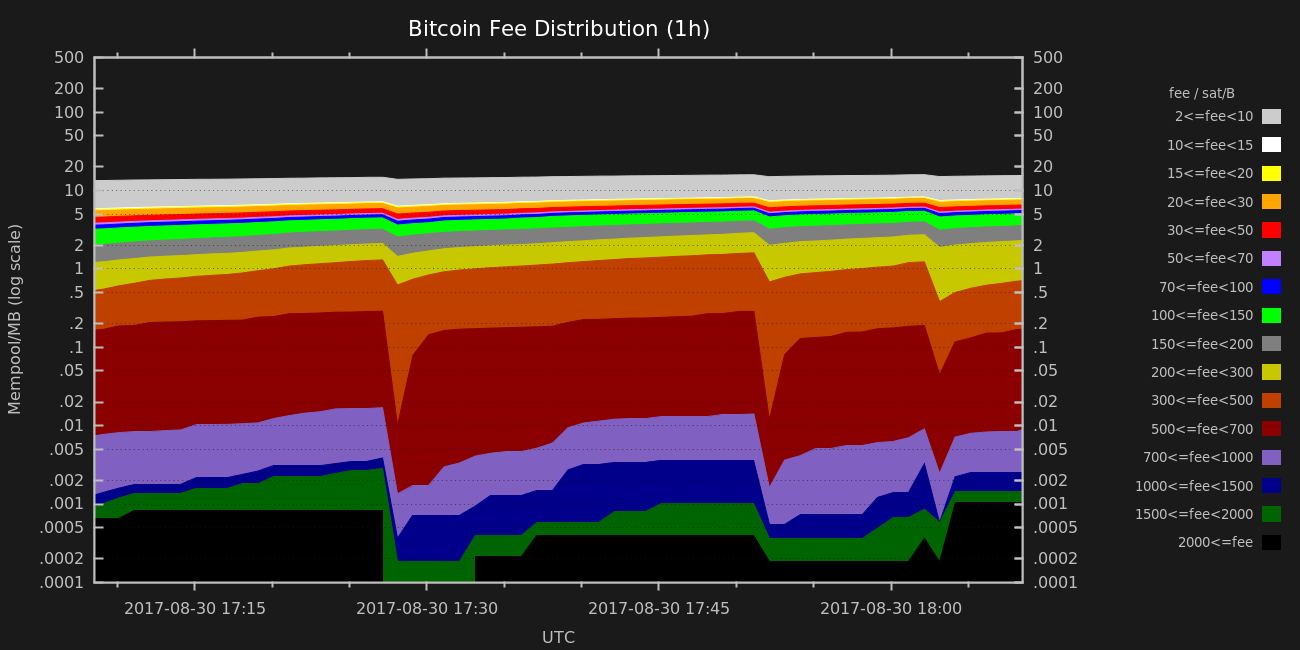 Bitcoin Fee Distribution (1h)
500
200
100
50
20
10
5
2
1
.5
.2
.1
.05
.02
.01
.005
.002
.001
.0005
.0002
.0001
Mempool/MB (log scale)
500
200
100
50
20
10
5
2
1
.5
.2
.1
.05
.02
.01
.005
.002
.001
.0005
.0002
.0001
2017-08-30 17:15
2017-08-30 17:30
2017-08-30 17:45
2017-08-30 18:00
UTC
fee / sat/B
2<=fee<10
10<=fee<15
15<=fee<20
20<=fee<30
30<=fee<50
50<=fee<70
70<=fee<100
100<=fee<150
150<=fee<200
200<=fee<300
300<=fee<500
500<=fee<700
700<=fee<1000
1000<=fee<1500
1500<=fee<2000
2000<=fee